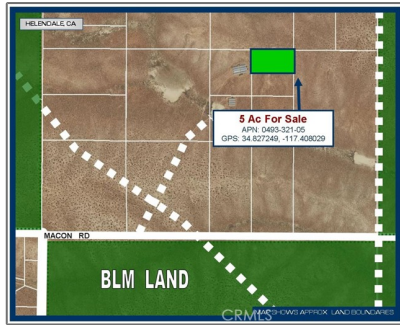 HELENDALE, CA
5 Ac For Sale
APN: 0493-321-05
GPS: 34.827249, -117.408029
MACON RD
BLM LAND
CRMLS
MAP SHOWS APPROX LAND BOUNDARIES